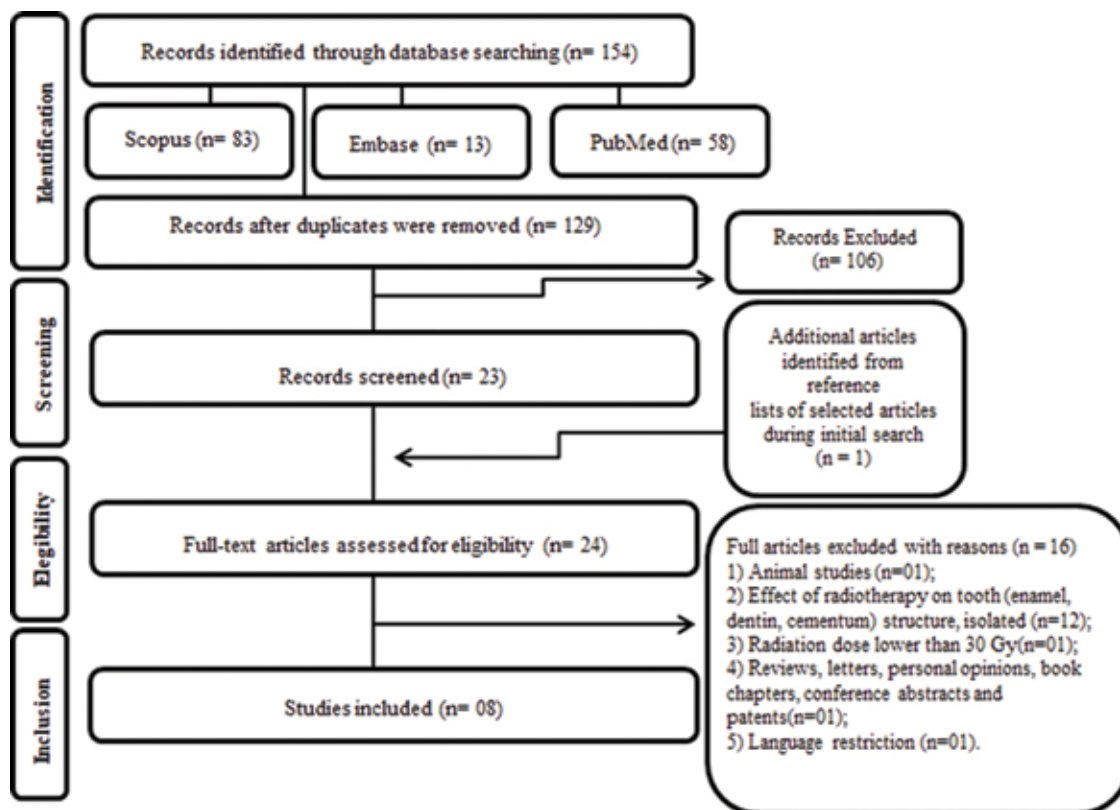 Identification
Records identified through database searching (n= 154)
Scopus (n= 83)
Embase (n= 13)
PubMed (n= 58)
Records after duplicates were removed (n= 129)
Records Excluded
(n= 106)
Screening
Records screened (n= 23)
Additional articles
identified from
reference
lists of selected articles
during initial search
(n = 1)
Elegibility
Full-text articles assessed for eligibility (n= 24)
Full articles excluded with reasons (n = 16)
1) Animal studies (n=01);
2) Effect of radiotherapy on tooth (enamel,
dentin, cementum) structure, isolated (n=12);
3) Radiation dose lower than 30 Gy(n=01);
4) Reviews, letters, personal opinions, book
chapters, conference abstracts and
patents(n=01);
5) Language restriction (n=01).
Inclusion
Studies included (n= 08)